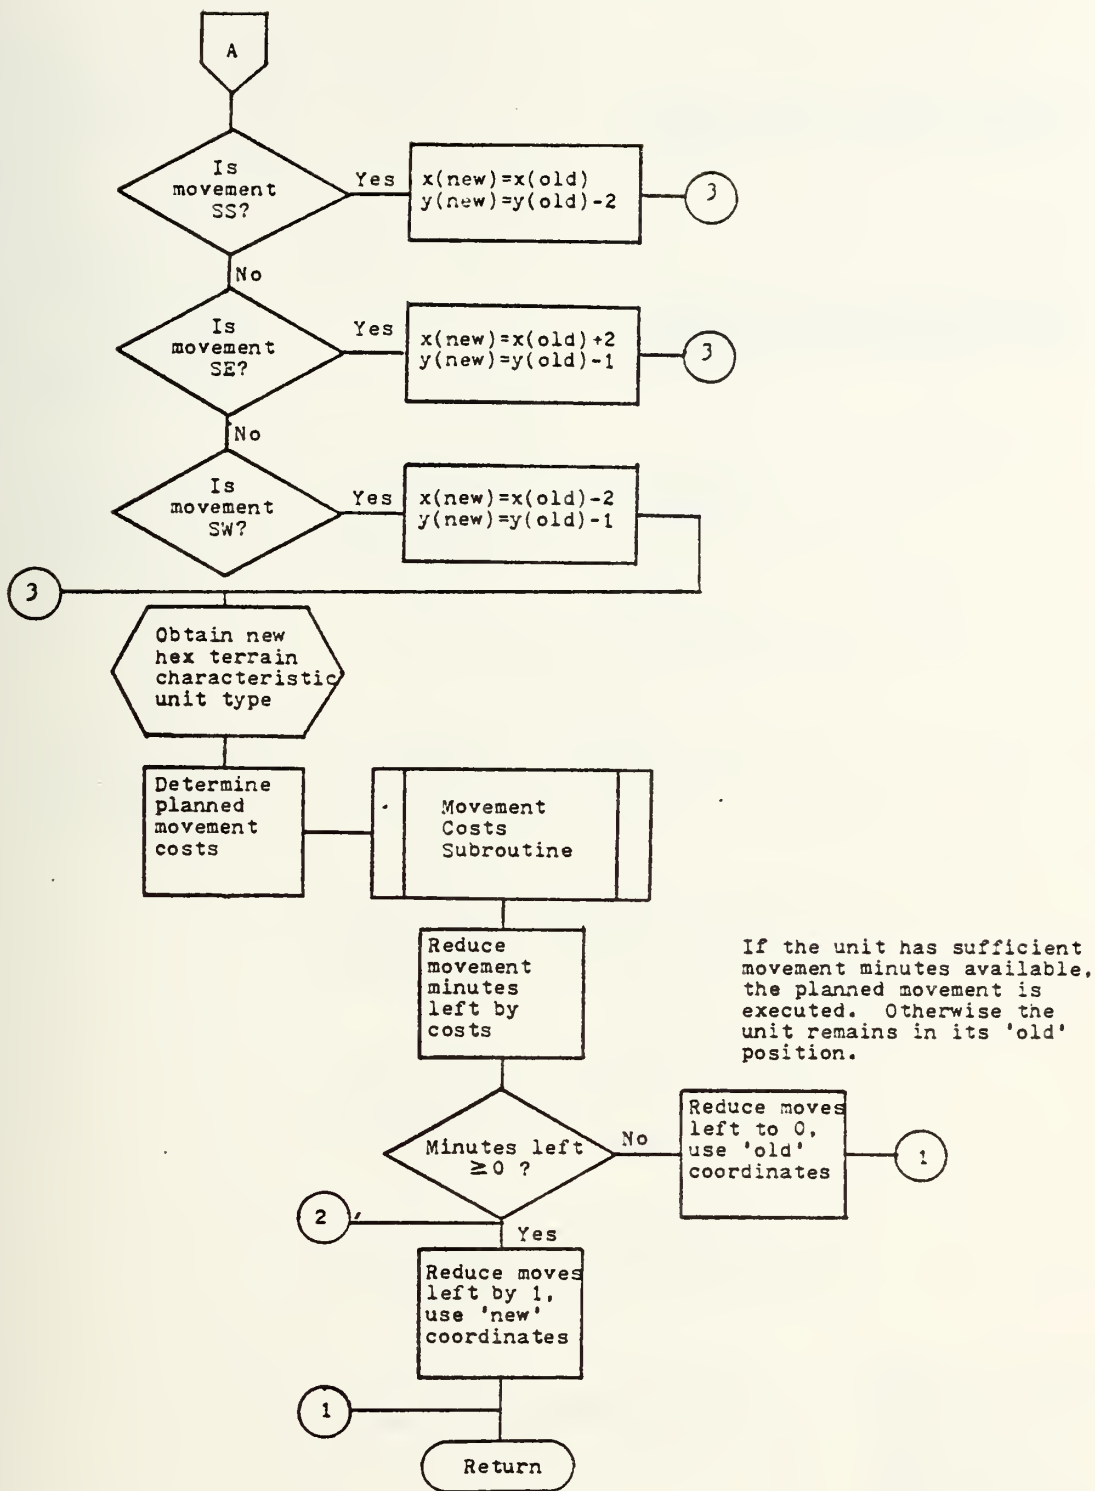 A
Is
movement
SS?
Yes
x(new)=x(old)
y(new)=y(old)-2
3
No
Is
movement
SE?
Yes
x(new)=x(old)+2
y(new)=y(old)-1
3
No
Is
movement
SW?
Yes
x(new)=x(old)-2
y(new)=y(old)-1
3
Obtain new
hex terrain
characteristic
unit type
Determine
planned
movement
costs
Movement
Costs
Subroutine
Reduce
movement
minutes
left by
costs
If the unit has sufficient
movement minutes available,
the planned movement is
executed. Otherwise the
unit remains in its 'old'
position.
Minutes left
≧0 ?
No
Reduce moves
left to 0,
use 'old'
coordinates
1
2
Yes
Reduce moves
left by 1,
use 'new'
coordinates
1
Return